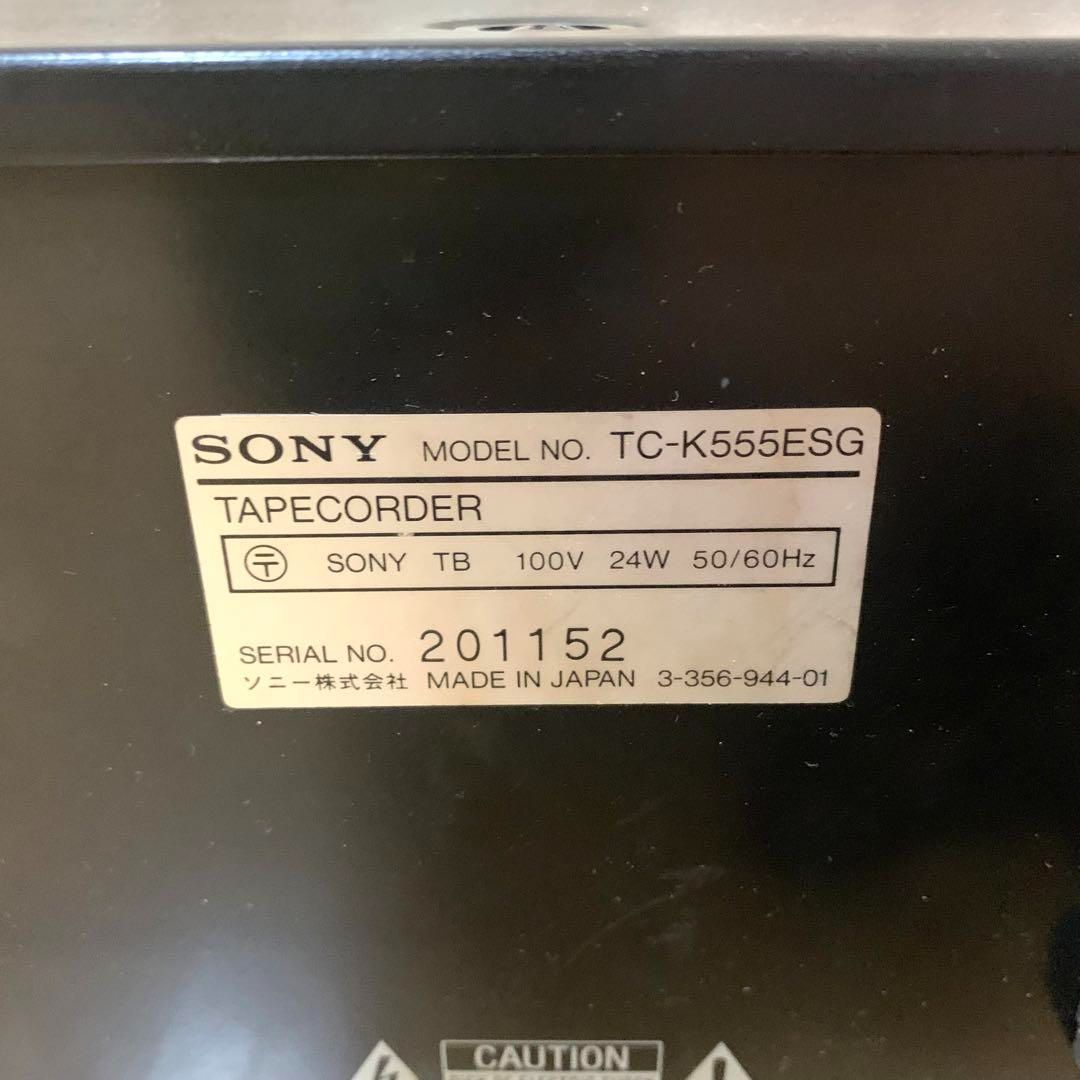 SONY MODEL NO. TC-K555ESG
TAPECORDER
〒 SONY TB 100V 24W 50/60Hz
SERIAL NO. 201152
ソニー株式会社 MADE IN JAPAN 3-356-944-01
CAUTION